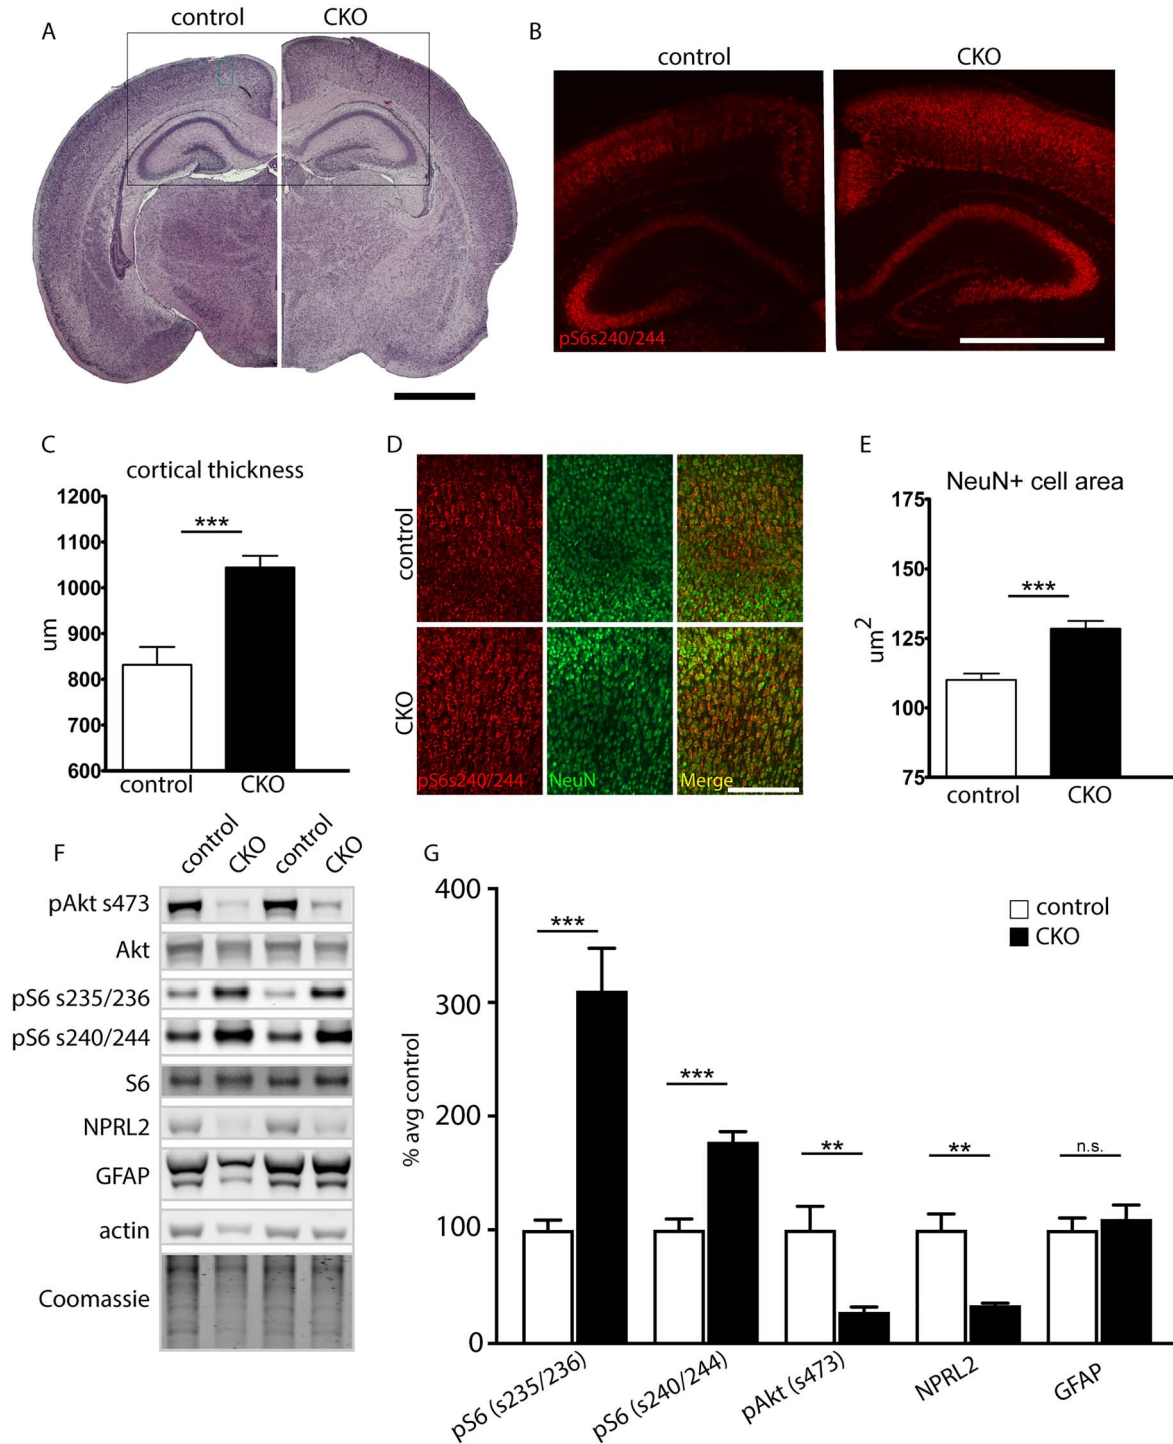 A
control
CKO
B
control
CKO
pS6s240/244
C
cortical thickness
1200
1100
1000
900
800
700
600
um
***
control
CKO
D
control
CKO
pS6s240/244
NeuN
Merge
E
NeuN+ cell area
175
150
125
100
75
um2
***
control
CKO
F
control
CKO
control
CKO
pAkt s473
Akt
pS6 s235/236
pS6 s240/244
S6
NPRL2
GFAP
actin
Coomassie
G
400
300
200
100
0
% avg control
control
CKO
***
***
**
**
n.s.
pS6 (s235/236)
pS6 (s240/244)
pAkt (s473)
NPRL2
GFAP